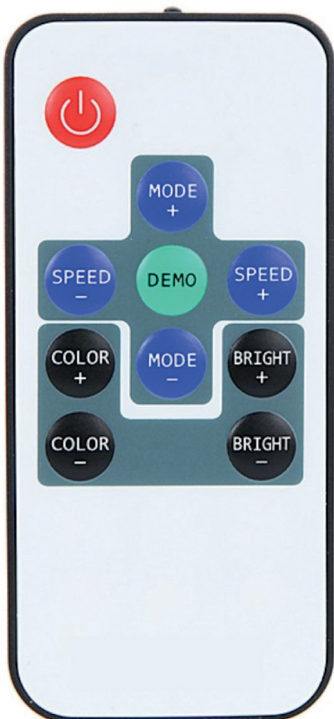 MODE
+
SPEED
-
DEMO
SPEED
+
COLOR
+
MODE
-
BRIGHT
+
COLOR
-
BRIGHT
-